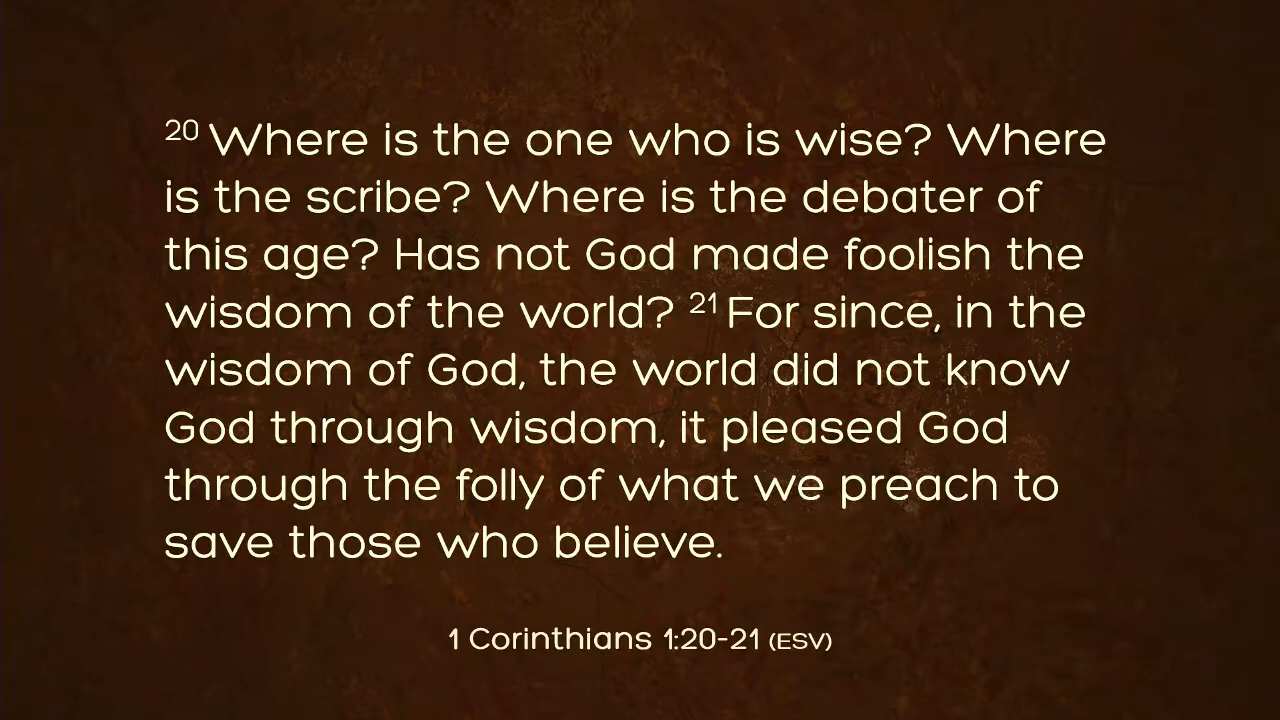 20 Where is the one who is wise? Where
is the scribe? Where is the debater of
this age? Has not God made foolish the
wisdom of the world? 21 For since, in the
wisdom of God, the world did not know
God through wisdom, it pleased God
through the folly of what we preach to
save those who believe.
1 Corinthians 1:20-21 (ESV)